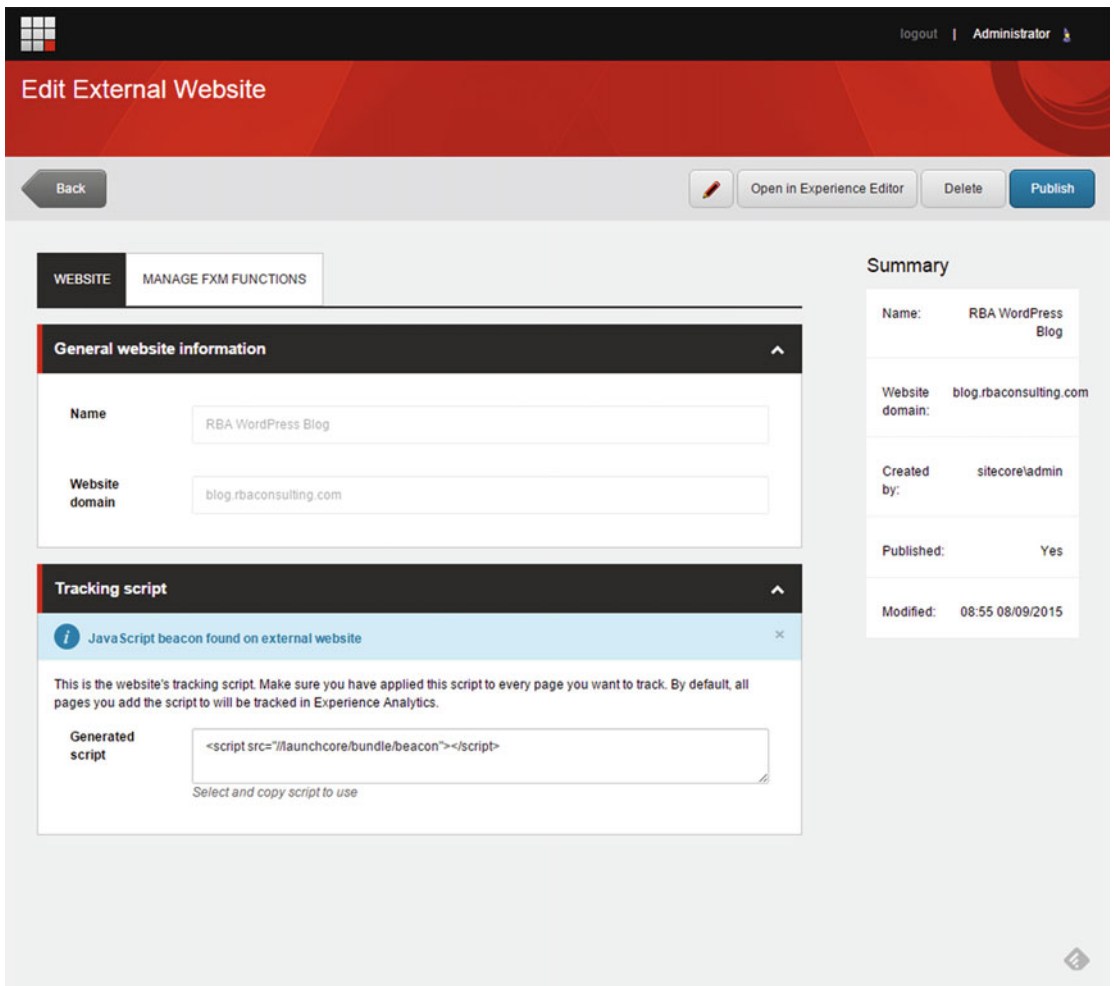 logout | Administrator
Edit External Website
Back
Open in Experience Editor
Delete
Publish
WEBSITE
MANAGE FXM FUNCTIONS
General website information
Name
RBA WordPress Blog
Website
domain
blog.rbaconsulting.com
Tracking script
i JavaScript beacon found on external website ×
This is the website's tracking script. Make sure you have applied this script to every page you want to track. By default, all
pages you add the script to will be tracked in Experience Analytics.
Generated
script
<script src="//launchcore/bundle/beacon"></script>
Select and copy script to use
Summary
Name: RBA WordPress
Blog
Website blog.rbaconsulting.com
domain:
Created sitecore\admin
by:
Published: Yes
Modified: 08:55 08/09/2015